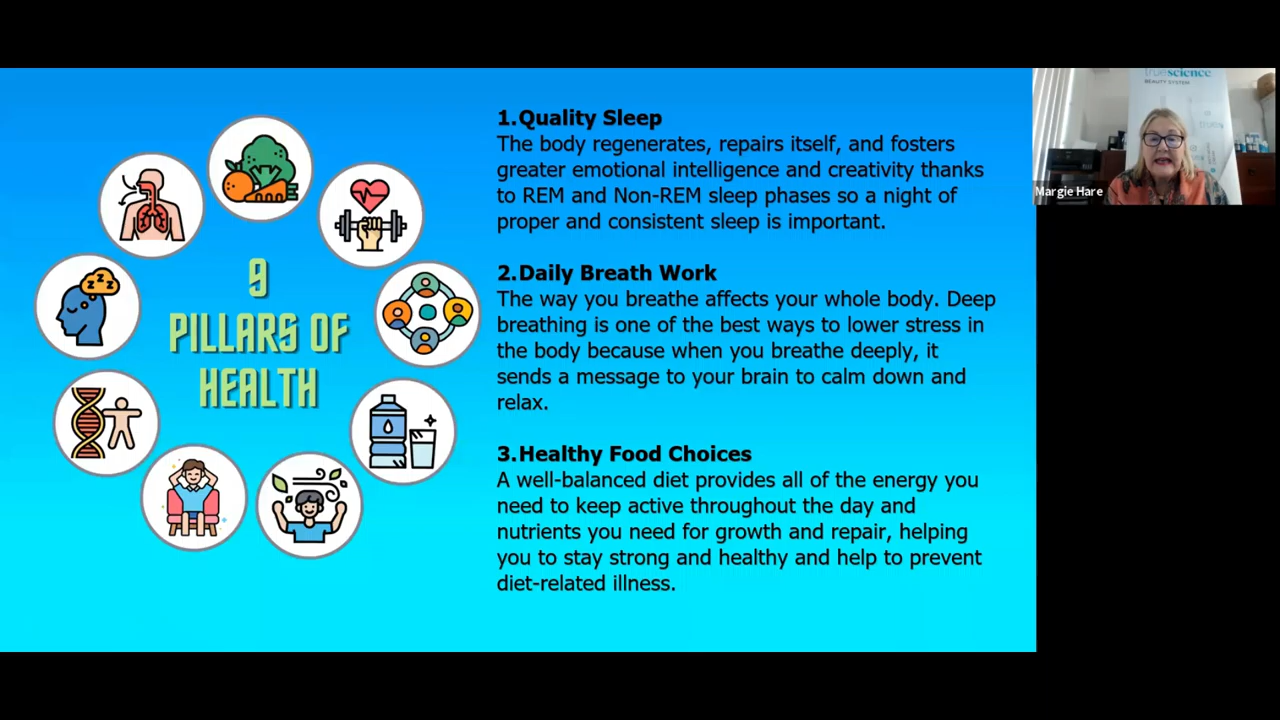 9
PILLARS OF
HEALTH
zzz
1.Quality Sleep
The body regenerates, repairs itself, and fosters
greater emotional intelligence and creativity thanks
to REM and Non-REM sleep phases so a night of
proper and consistent sleep is important.
2.Daily Breath Work
The way you breathe affects your whole body. Deep
breathing is one of the best ways to lower stress in
the body because when you breathe deeply, it
sends a message to your brain to calm down and
relax.
3.Healthy Food Choices
A well-balanced diet provides all of the energy you
need to keep active throughout the day and
nutrients you need for growth and repair, helping
you to stay strong and healthy and help to prevent
diet-related illness.
truescience
BEAUTY SYSTEM
Margie Hare